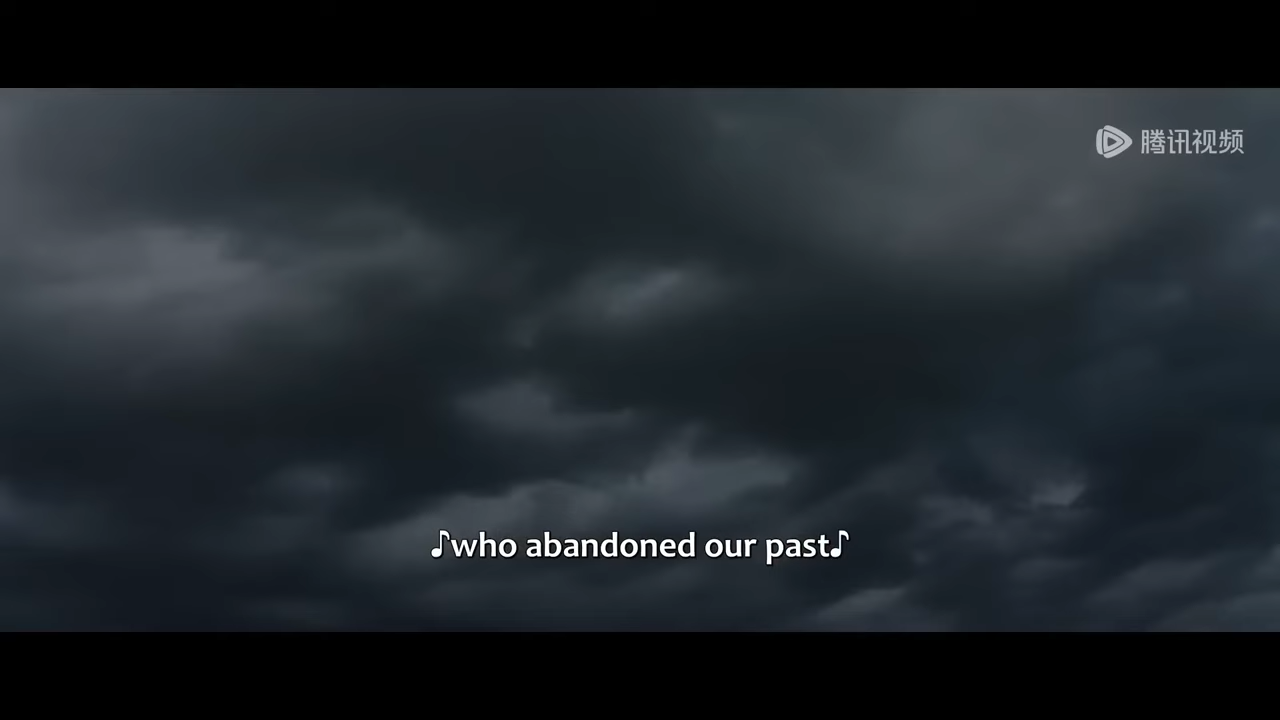 腾讯视频
♪who abandoned our past♪